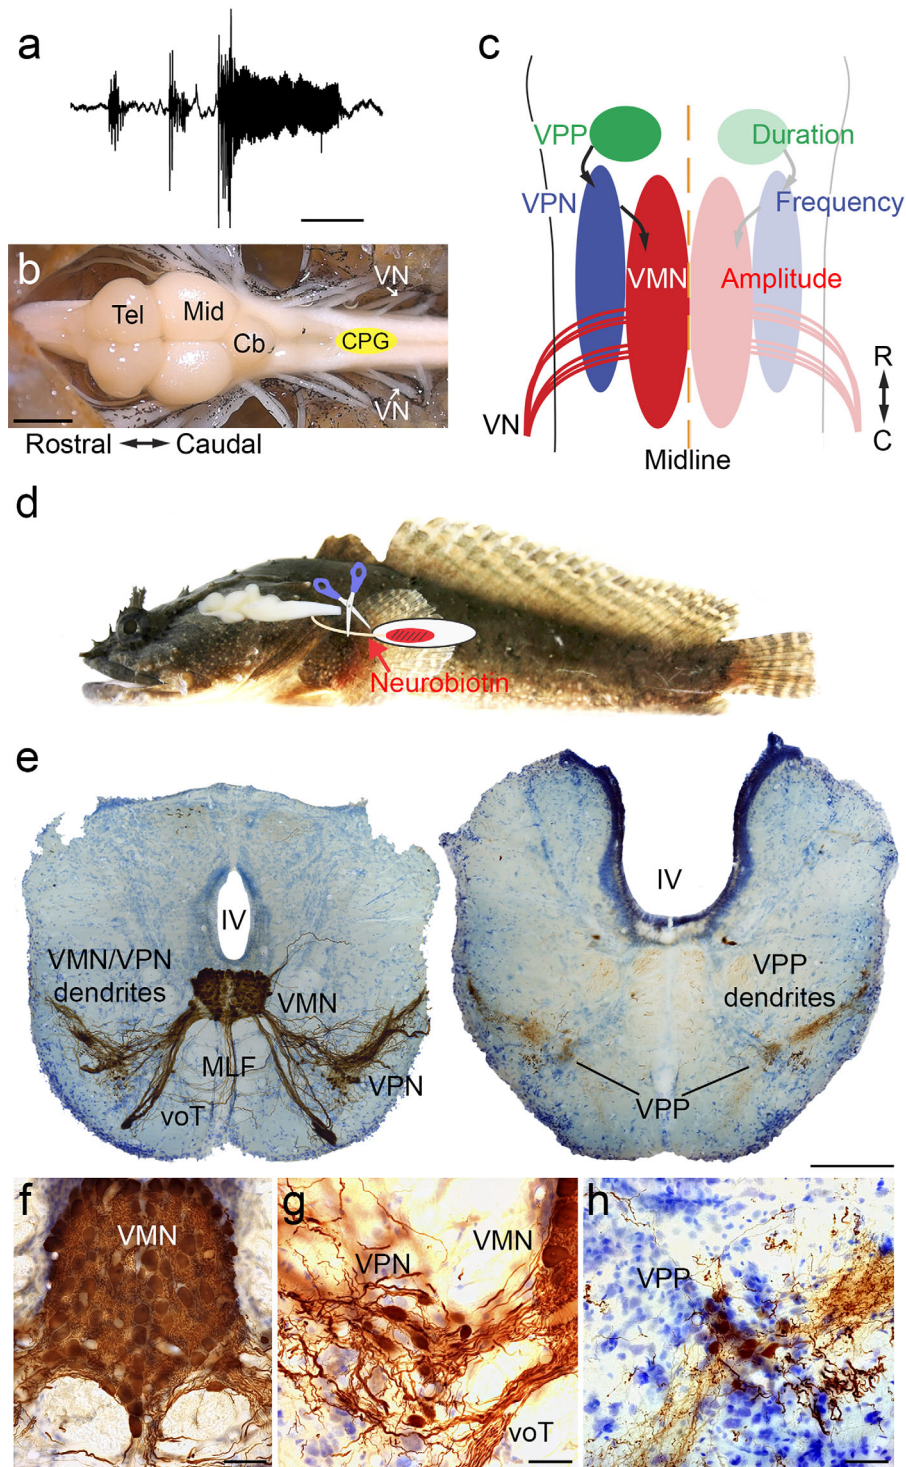 a
b
Tel
Mid
Cb
CPG
VN
VN
Rostral
Caudal
c
VPP
Duration
VPN
Frequency
VMN
Amplitude
VN
R
C
Midline
d
Neurobiotin
e
IV
VMN/VPN
dendrites
VMN
MLF
VPN
voT
IV
VPP
dendrites
VPP
f
VMN
g
VPN
VMN
voT
h
VPP